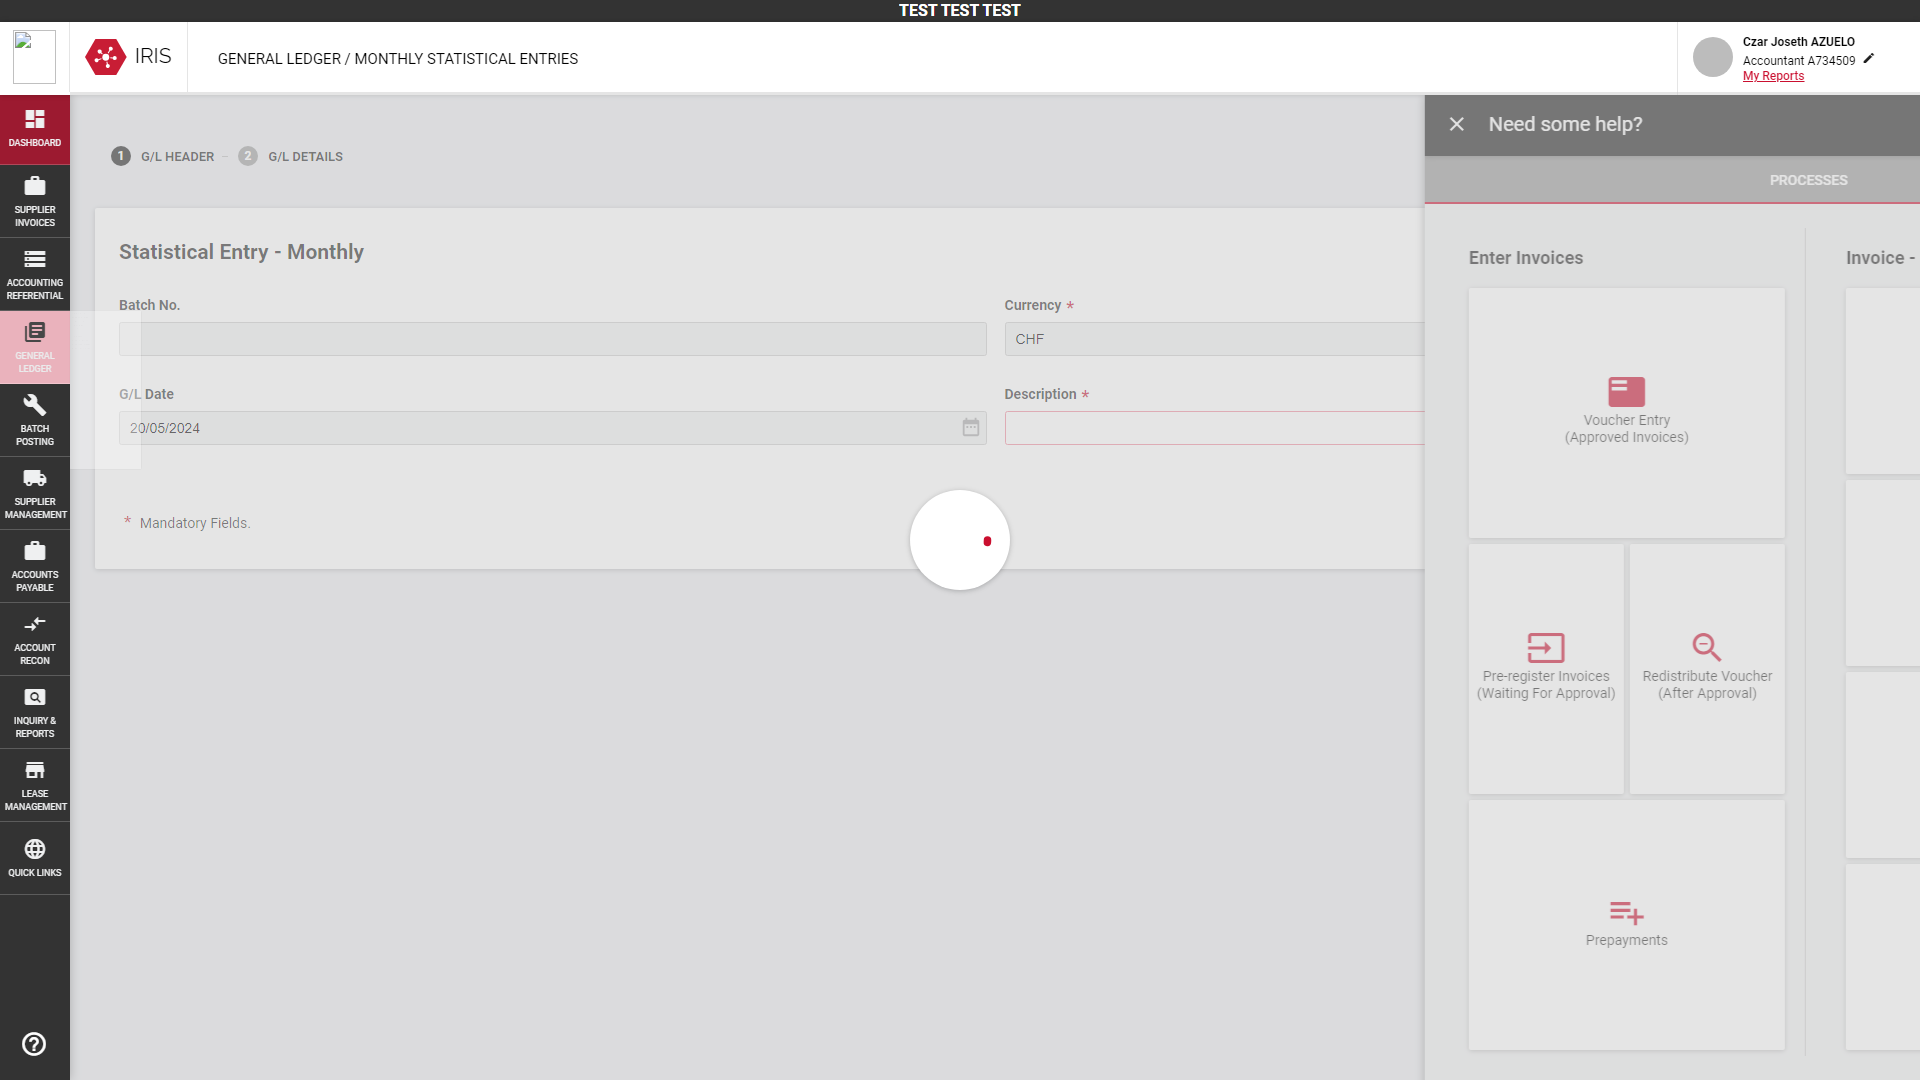 TEST TEST TEST
IRIS
GENERAL LEDGER / MONTHLY STATISTICAL ENTRIES
Czar Joseth AZUELO
Accountant A734509
My Reports
DASHBOARD
SUPPLIER
INVOICES
ACCOUNTING
REFERENTIAL
GENERAL
LEDGER
BATCH
POSTING
SUPPLIER
MANAGEMENT
ACCOUNTS
PAYABLE
ACCOUNT
RECON
INQUIRY &
REPORTS
LEASE
MANAGEMENT
QUICK LINKS
1 G/L HEADER 2 G/L DETAILS
Statistical Entry - Monthly
Batch No.
Currency *
CHF
G/L Date
20/05/2024
Description *
* Mandatory Fields.
Need some help?
PROCESSES
Enter Invoices
Voucher Entry
(Approved Invoices)
Pre-register Invoices
(Waiting For Approval)
Redistribute Voucher
(After Approval)
Prepayments
Invoice -